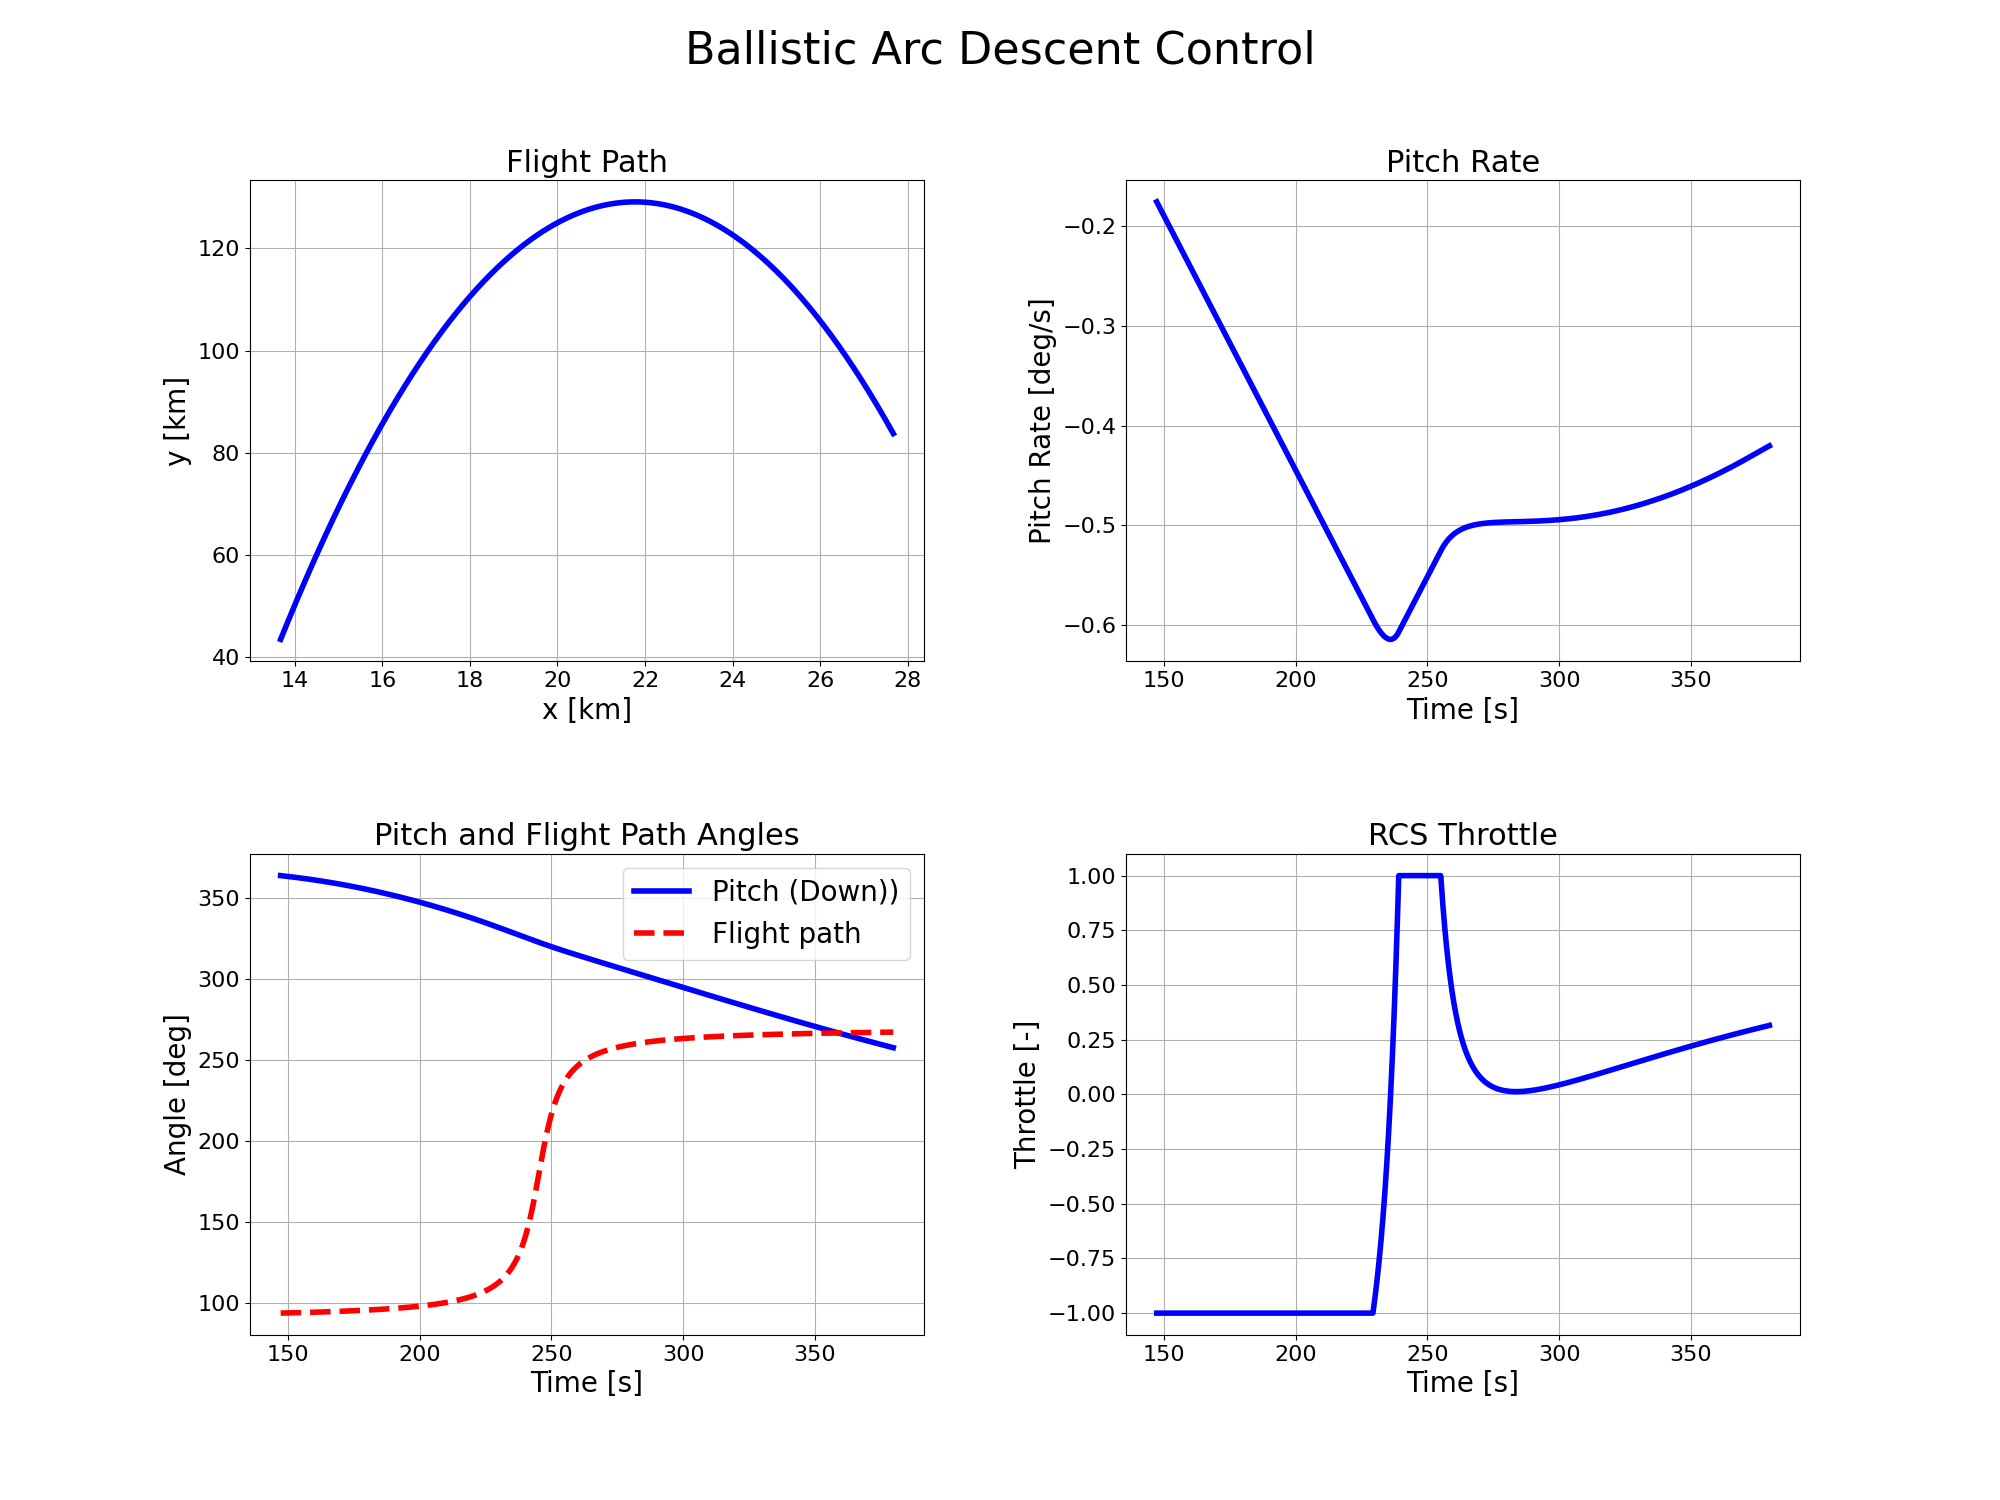 Ballistic Arc Descent Control
Flight Path
120
100
80
60
40
y [km]
14 16 18 20 22 24 26 28
x [km]
Pitch Rate
−0.2
−0.3
−0.4
−0.5
−0.6
Pitch Rate [deg/s]
150 200 250 300 350
Time [s]
Pitch and Flight Path Angles
Pitch (Down))
Flight path
350
300
250
200
150
100
Angle [deg]
150 200 250 300 350
Time [s]
RCS Throttle
1.00
0.75
0.50
0.25
0.00
−0.25
−0.50
−0.75
−1.00
Throttle [-]
150 200 250 300 350
Time [s]